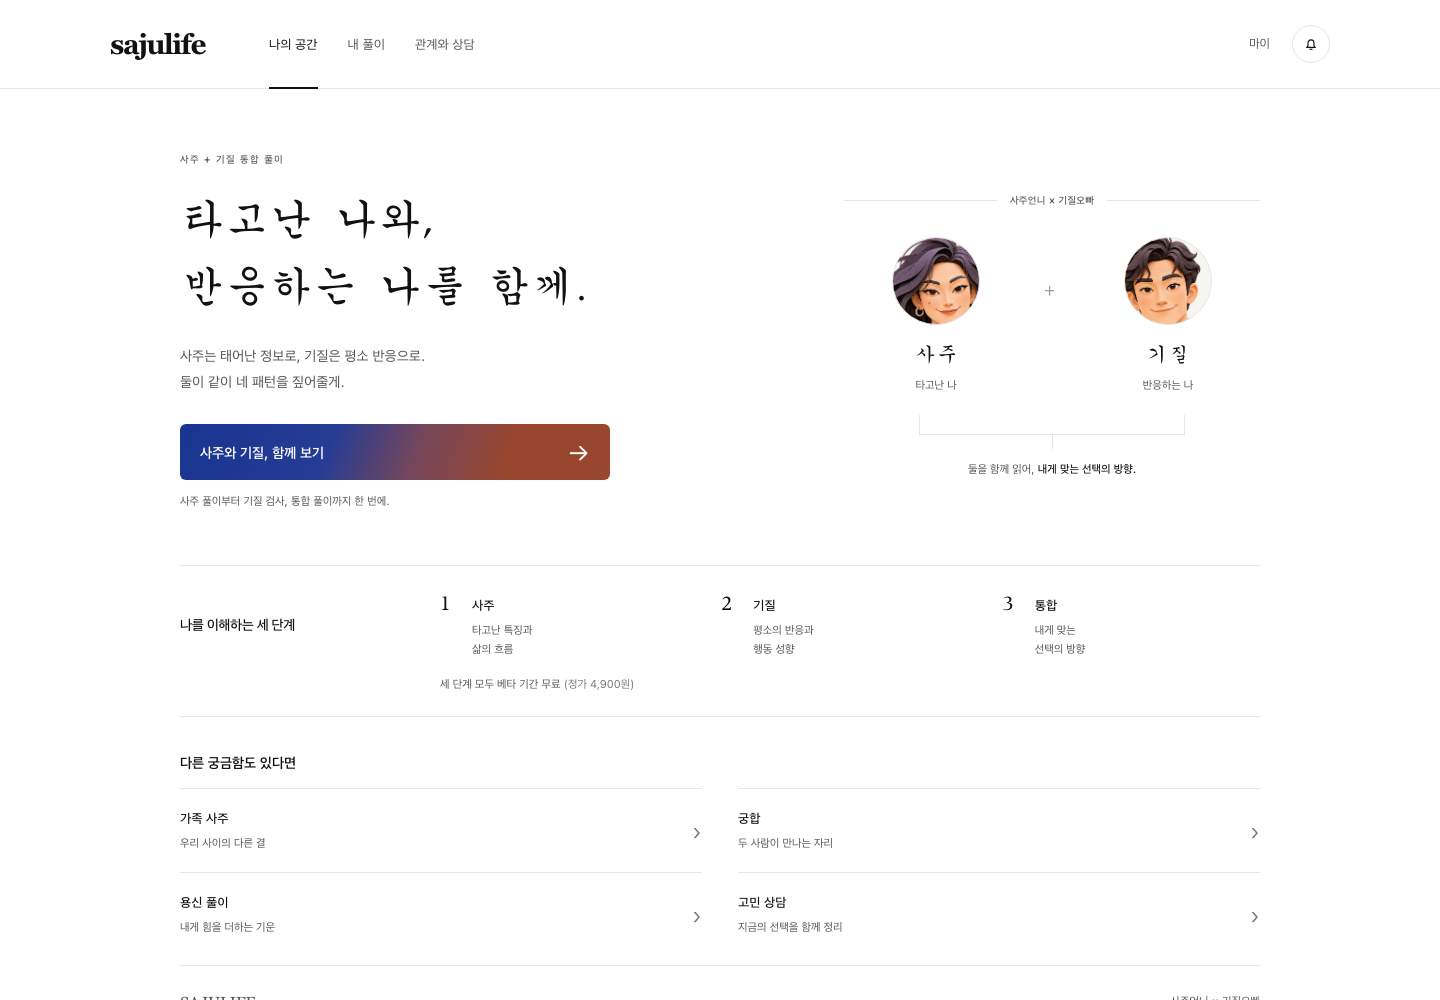 sajulife
나의 공간
내 풀이
관계와 상담
마이
사주 + 기질 통합 풀이
타고난 나와,
반응하는 나를 함께.
사주는 태어난 정보로, 기질은 평소 반응으로.
둘이 같이 네 패턴을 짚어줄게.
사주와 기질, 함께 보기
사주 풀이부터 기질 검사, 통합 풀이까지 한 번에.
사주언니 × 기질오빠
+
사주
타고난 나
기질
반응하는 나
둘을 함께 읽어, 내게 맞는 선택의 방향.
나를 이해하는 세 단계
1 사주
타고난 특징과
삶의 흐름
2 기질
평소의 반응과
행동 성향
3 통합
내게 맞는
선택의 방향
세 단계 모두 베타 기간 무료 (정가 4,900원)
다른 궁금함도 있다면
가족 사주
우리 사이의 다른 결
궁합
두 사람이 만나는 자리
용신 풀이
내게 힘을 더하는 기운
고민 상담
지금의 선택을 함께 정리
SAJULIFE
사주언니 × 기질오빠